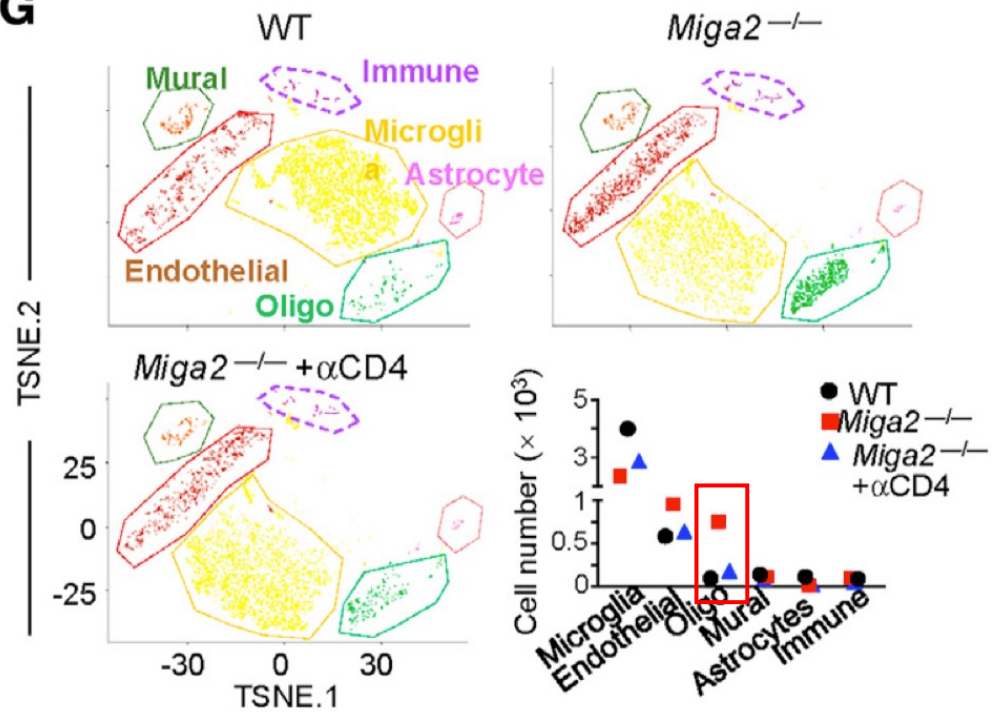 G
WT
Miga2 −/−
Mural
Immune
Microgli
a
Astrocyte
Endothelial
Oligo
TSNE.2
Miga2 −/− +αCD4
25
0
-25
-30 0 30
TSNE.1
Cell number (× 10³)
5
3
1
0.5
0
WT
Miga2 −/−
Miga2 −/−
+αCD4
Microglia
Endothelial
Oligo
Mural
Astrocytes
Immune